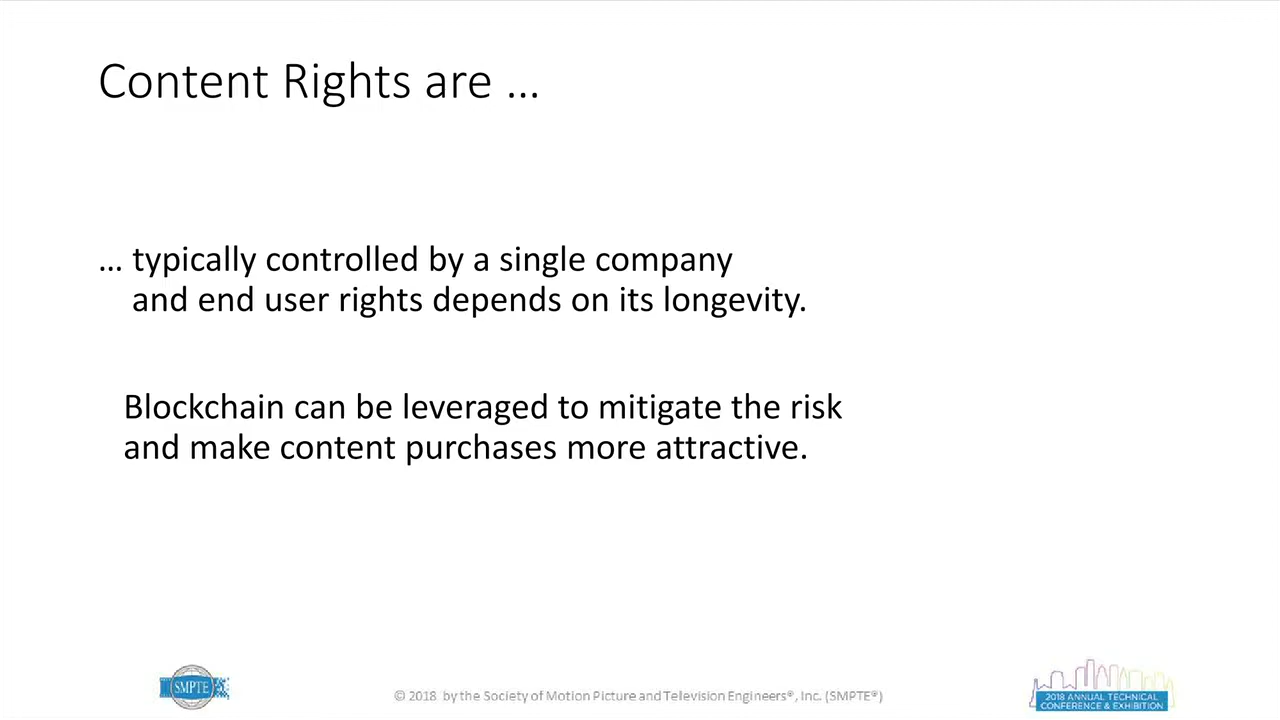 Content Rights are ...
... typically controlled by a single company
and end user rights depends on its longevity.
Blockchain can be leveraged to mitigate the risk
and make content purchases more attractive.
SMPTE
© 2018 by the Society of Motion Picture and Television Engineers®, Inc. (SMPTE®)
2018 ANNUAL TECHNICAL
CONFERENCE & EXHIBITION